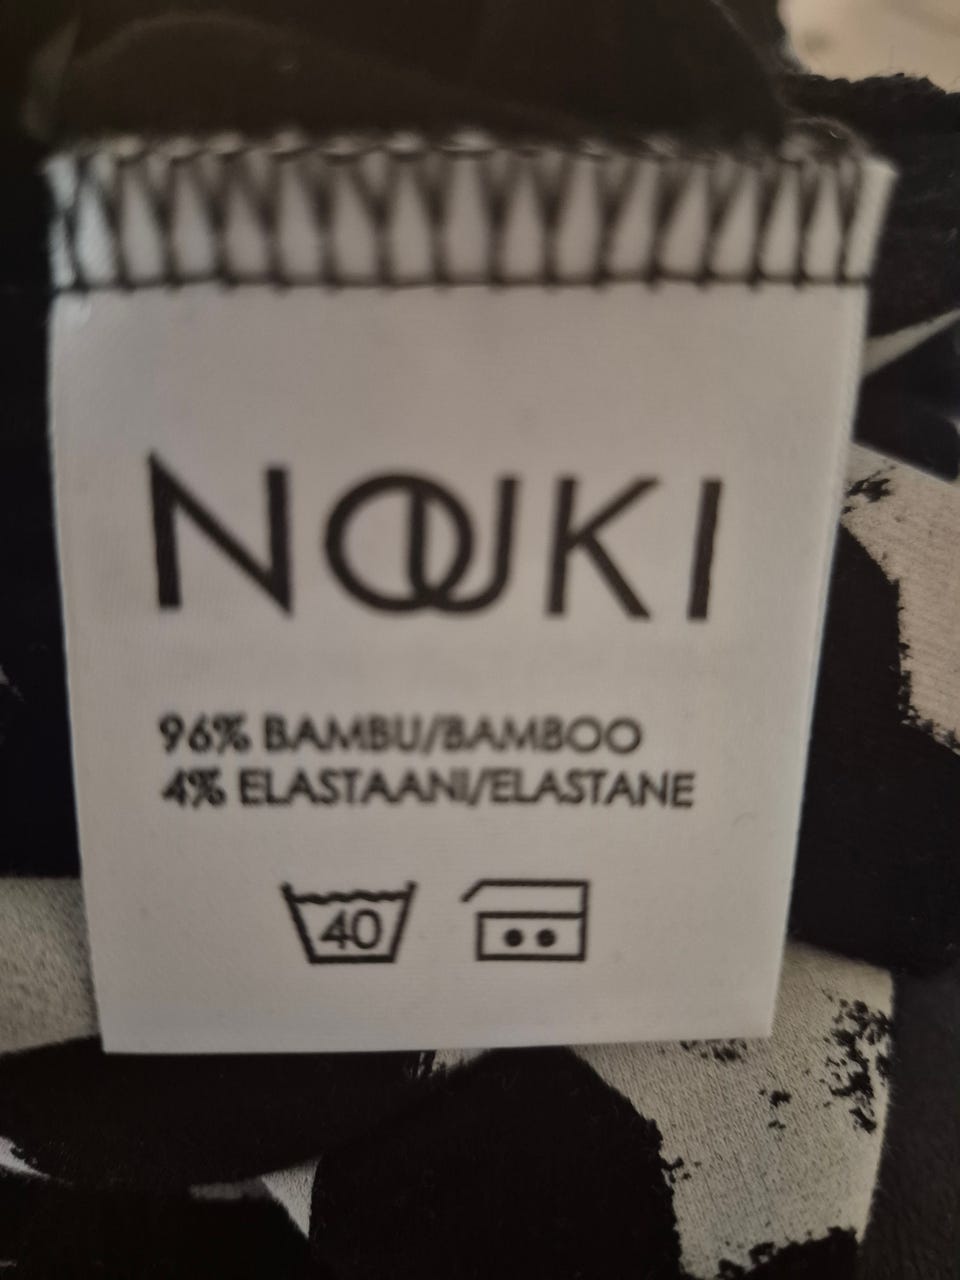 NOUKI
96% BAMBU/BAMBOO
4% ELASTAANI/ELASTANE
40